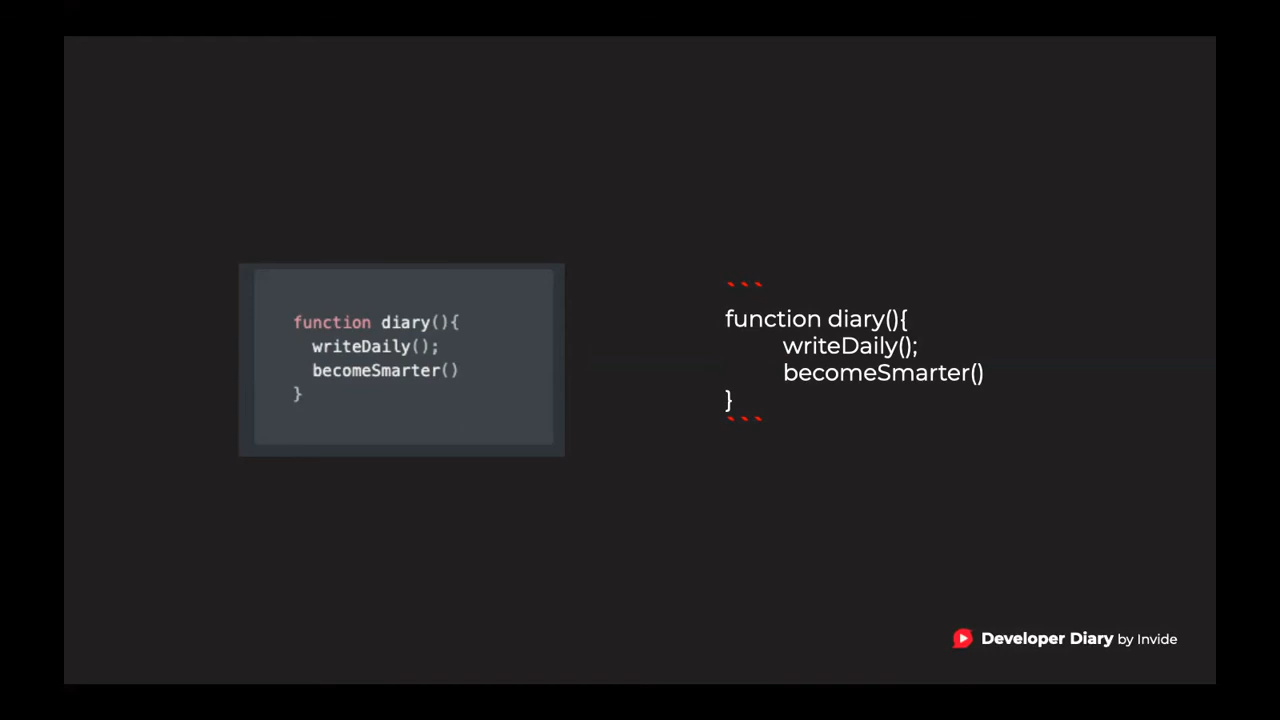 function diary(){
writeDaily();
becomeSmarter()
}
```
function diary(){
writeDaily();
becomeSmarter()
}
```
Developer Diary by Invide